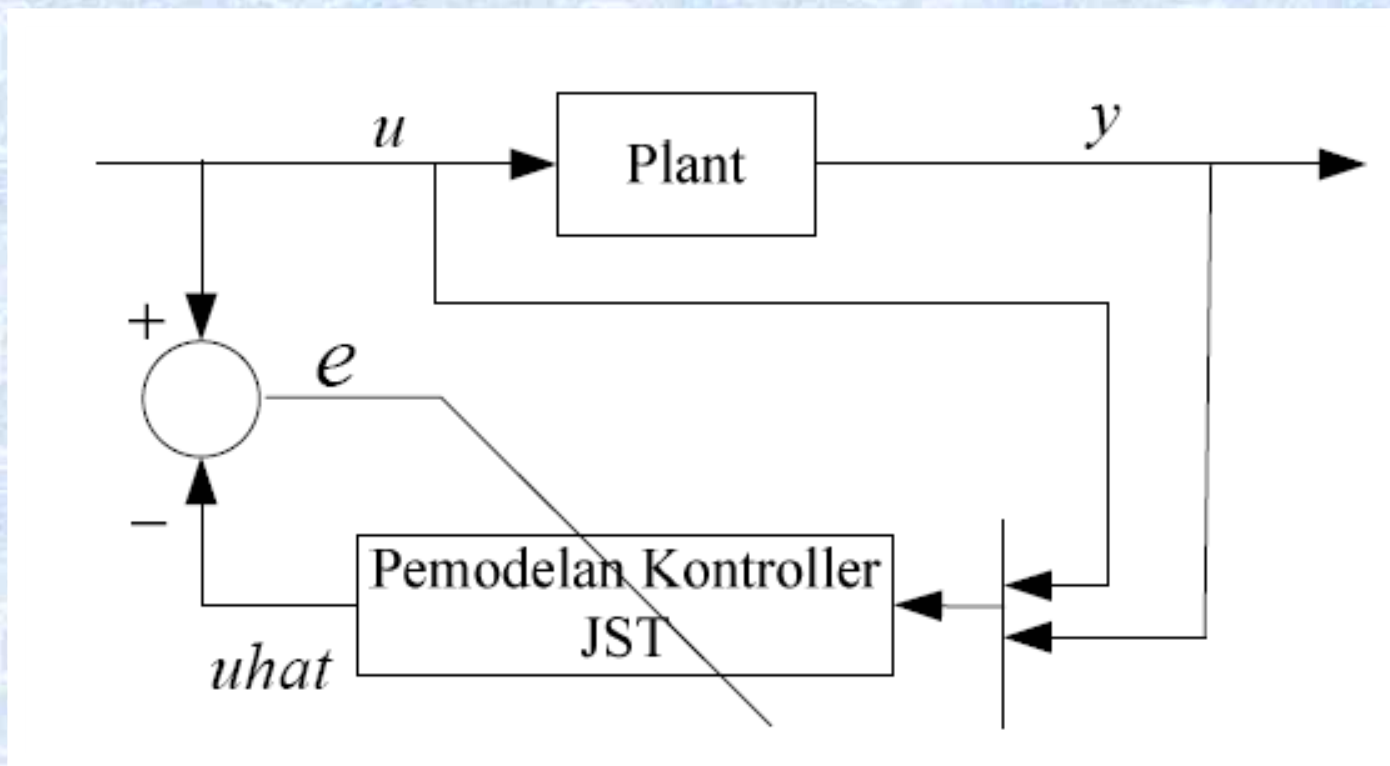 u
Plant
y
+
e
−
Pemodelan Kontroller
JST
uhat